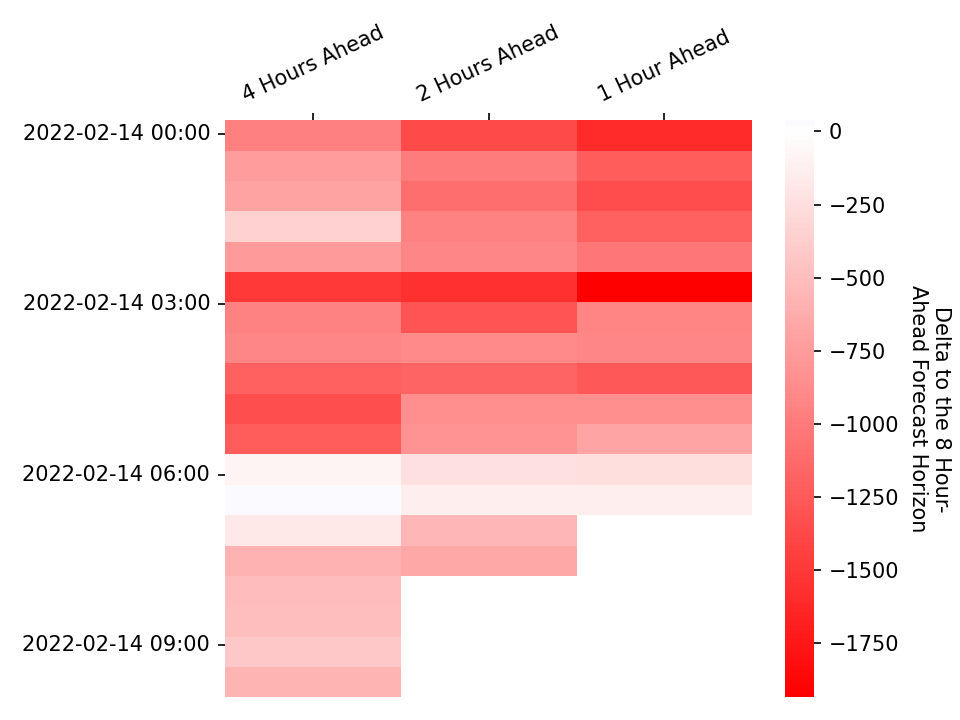 4 Hours Ahead
2 Hours Ahead
1 Hour Ahead
2022-02-14 00:00
2022-02-14 03:00
2022-02-14 06:00
2022-02-14 09:00
0
−250
−500
−750
−1000
−1250
−1500
−1750
Delta to the 8 Hour-
Ahead Forecast Horizon